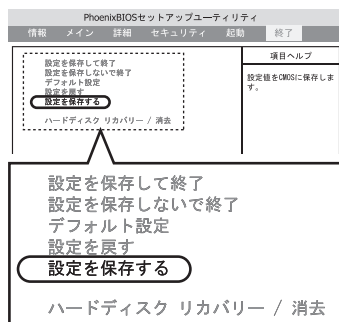 PhoenixBIOSセットアップユーティリティ
情報 メイン 詳細 セキュリティ 起動 終了
項目ヘルプ
設定を保存して終了
設定を保存しないで終了
デフォルト設定
設定を戻す
設定を保存する
ハードディスク リカバリー / 消去
設定値をCMOSに保存しま
す。
設定を保存して終了
設定を保存しないで終了
デフォルト設定
設定を戻す
設定を保存する
ハードディスク リカバリー / 消去